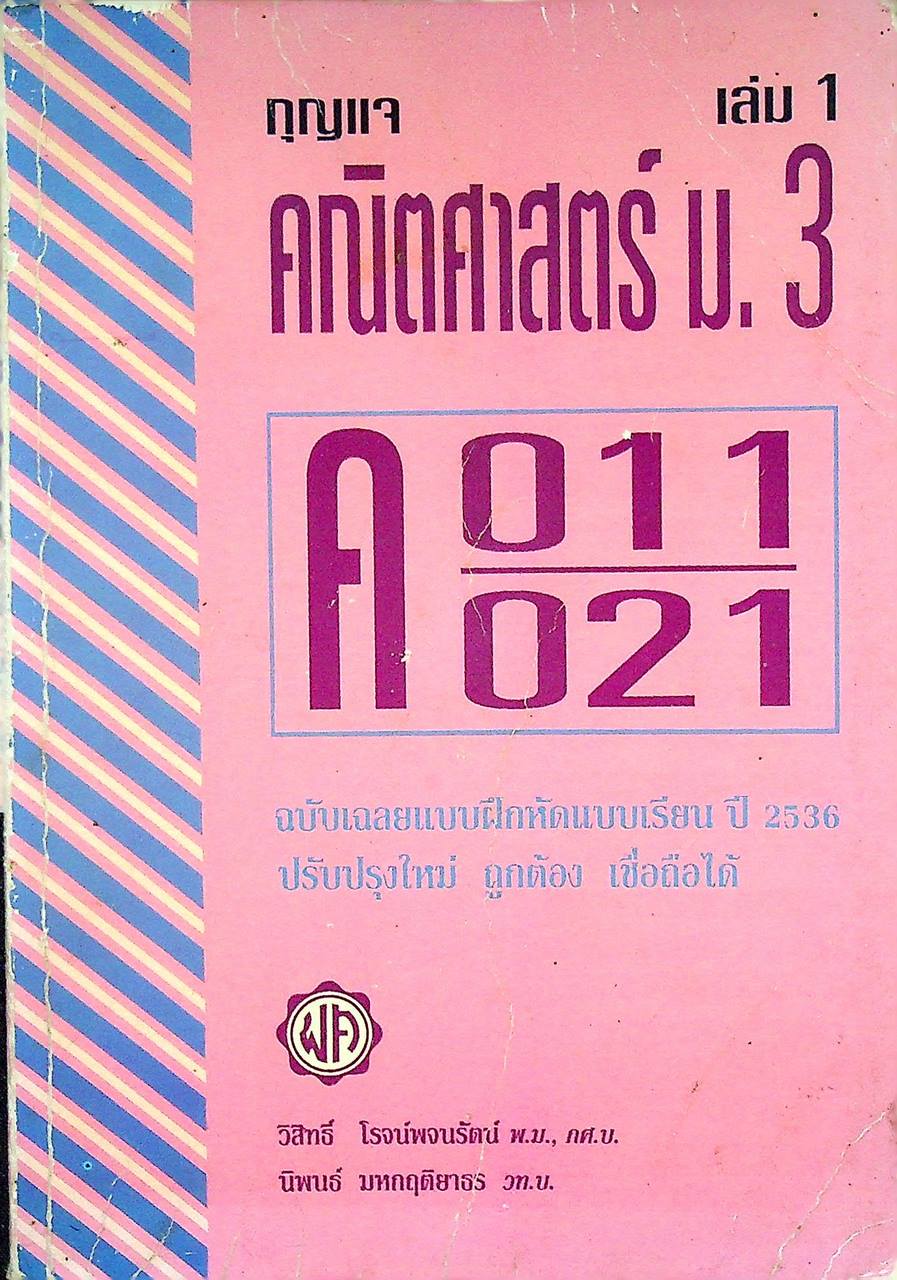 กุญแจ เล่ม 1
คณิตศาสตร์ ม. 3
ค 011
021
ฉบับเฉลยแบบฝึกหัดแบบเรียน ปี 2536
ปรับปรุงใหม่ ถูกต้อง เชื่อถือได้
ผค
วิสิทธิ์ โรจน์พจนรัตน์ พ.ม., กศ.บ.
นิพนธ์ มหกฤติยาธร วท.บ.